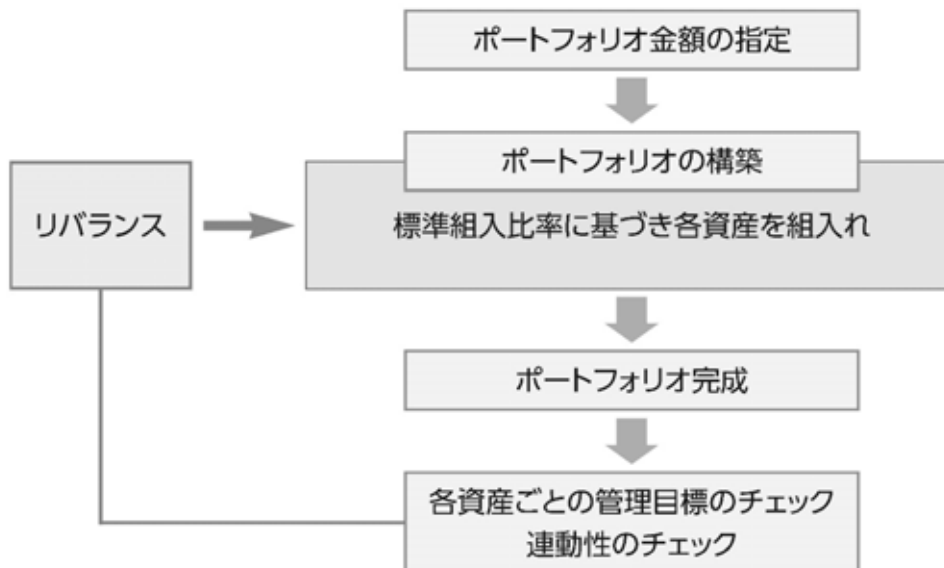 ポートフォリオ金額の指定
ポートフォリオの構築
リバランス
標準組入比率に基づき各資産を組入れ
ポートフォリオ完成
各資産ごとの管理目標のチェック
連動性のチェック